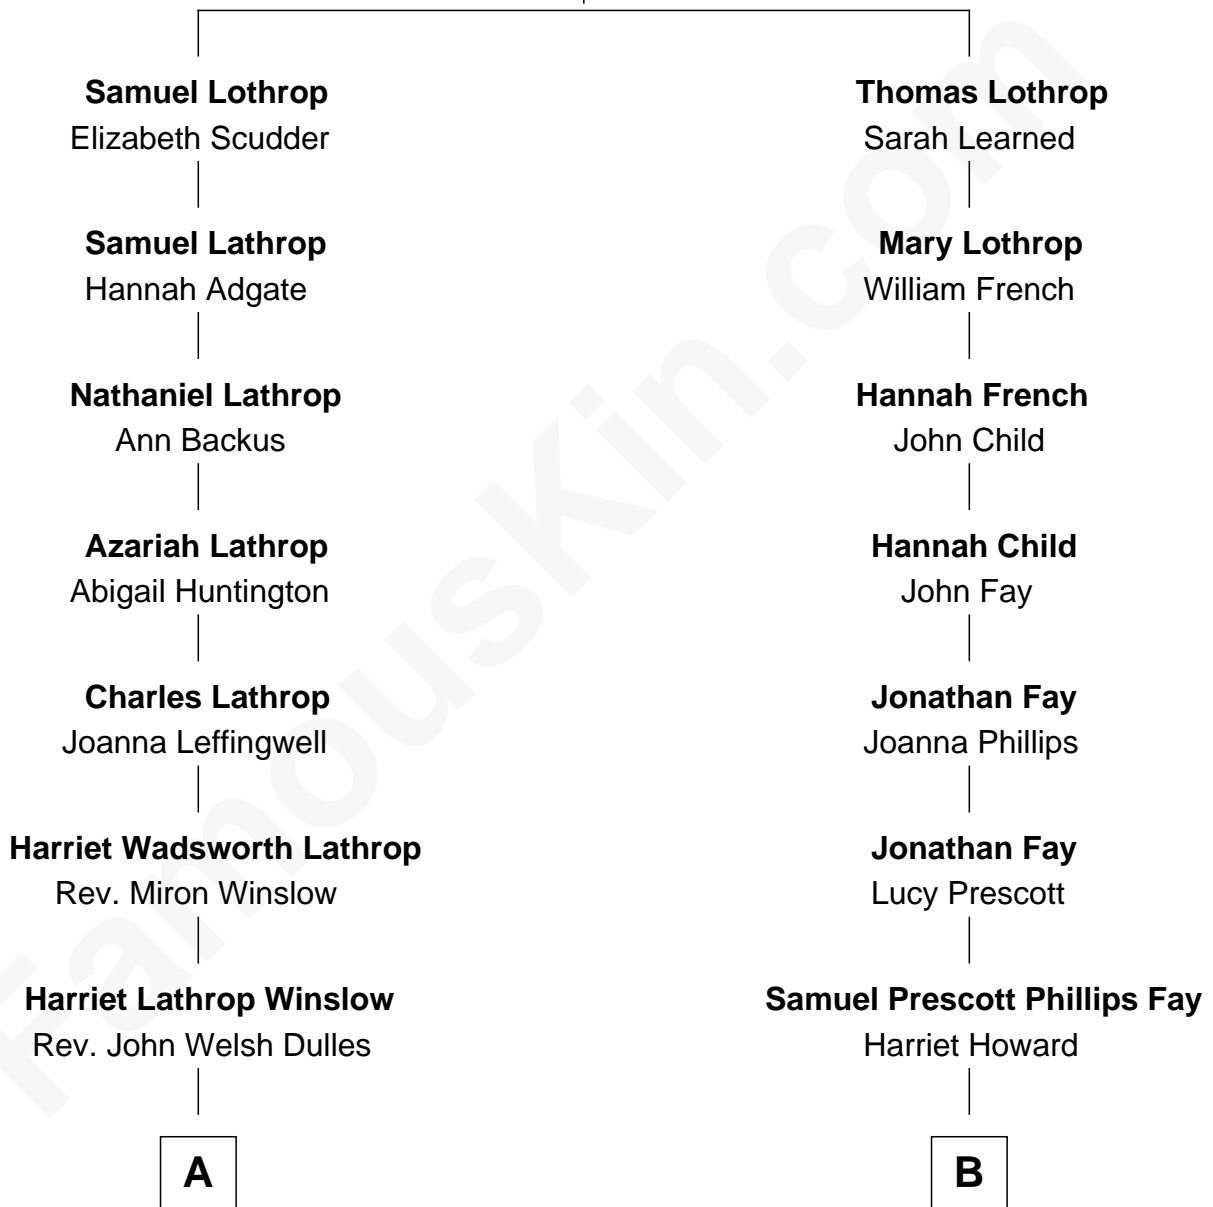 Samuel Lothrop
Elizabeth Scudder
Samuel Lathrop
Hannah Adgate
Nathaniel Lathrop
Ann Backus
Azariah Lathrop
Abigail Huntington
Charles Lathrop
Joanna Leffingwell
Harriet Wadsworth Lathrop
Rev. Miron Winslow
Harriet Lathrop Winslow
Rev. John Welsh Dulles
A
Thomas Lothrop
Sarah Learned
Mary Lothrop
William French
Hannah French
John Child
Hannah Child
John Fay
Jonathan Fay
Joanna Phillips
Jonathan Fay
Lucy Prescott
Samuel Prescott Phillips Fay
Harriet Howard
B
FamousKin.com